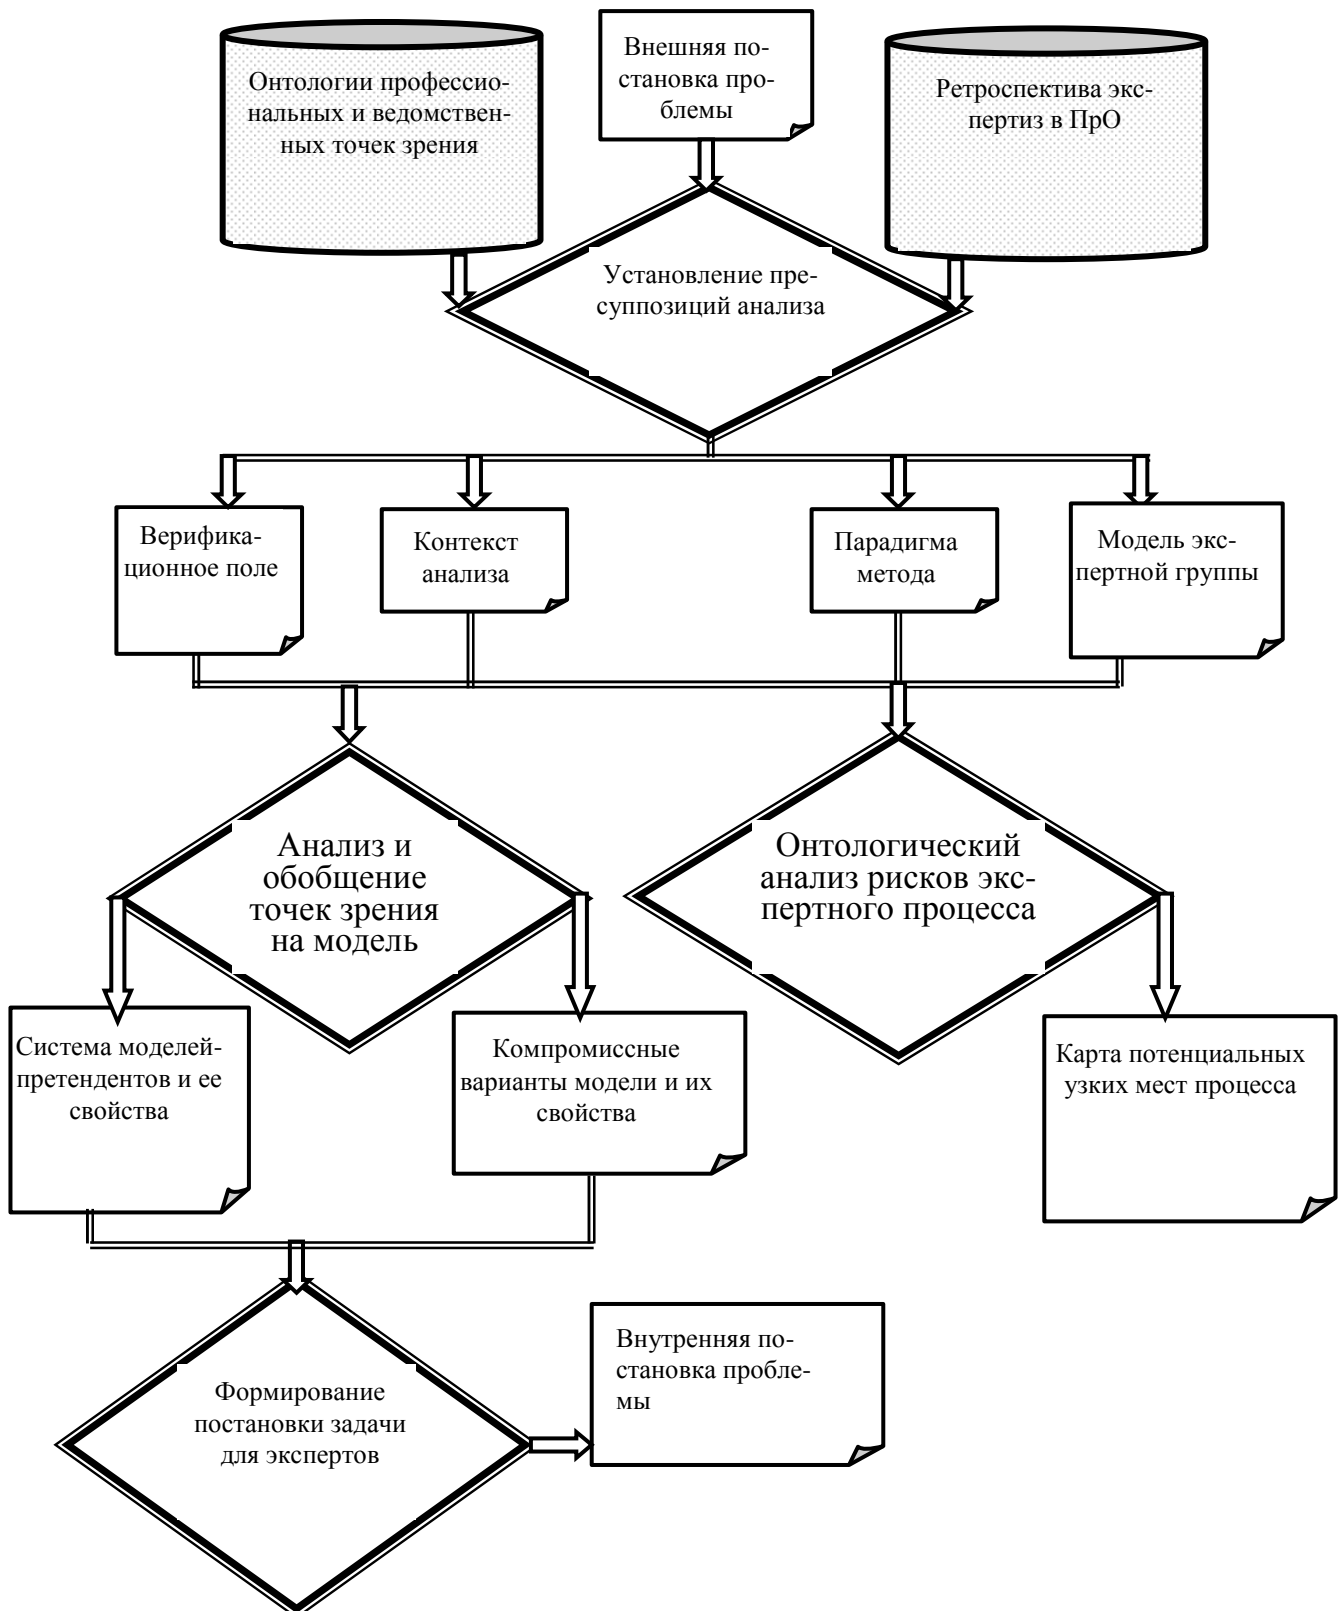 Онтологии профессио-
нальных и ведомствен-
ных точек зрения
Внешняя по-
становка про-
блемы
Ретроспектива экс-
пертиз в ПрО
Установление пре-
суппозиций анализа
Верифика-
ционное поле
Контекст
анализа
Парадигма
метода
Модель экс-
пертной группы
Анализ и
обобщение
точек зрения
на модель
Онтологический
анализ рисков экс-
пертного процесса
Система моделей-
претендентов и ее
свойства
Компромиссные
варианты модели и их
свойства
Карта потенциальных
узких мест процесса
Формирование
постановки задачи
для экспертов
Внутренняя по-
становка пробле-
мы